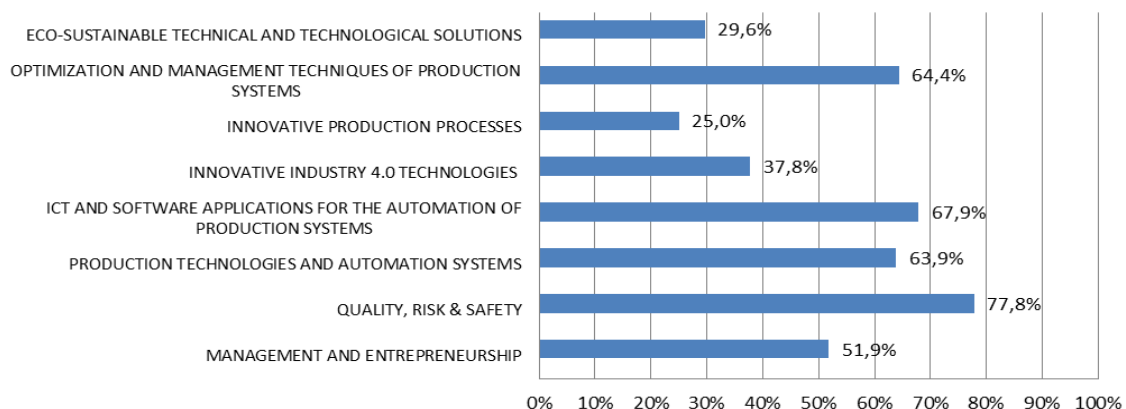 ECO-SUSTAINABLE TECHNICAL AND TECHNOLOGICAL SOLUTIONS
29,6%
OPTIMIZATION AND MANAGEMENT TECHNIQUES OF PRODUCTION
SYSTEMS
64,4%
INNOVATIVE PRODUCTION PROCESSES
25,0%
INNOVATIVE INDUSTRY 4.0 TECHNOLOGIES
37,8%
ICT AND SOFTWARE APPLICATIONS FOR THE AUTOMATION OF
PRODUCTION SYSTEMS
67,9%
PRODUCTION TECHNOLOGIES AND AUTOMATION SYSTEMS
63,9%
QUALITY, RISK & SAFETY
77,8%
MANAGEMENT AND ENTREPRENEURSHIP
51,9%
0% 10% 20% 30% 40% 50% 60% 70% 80% 90% 100%